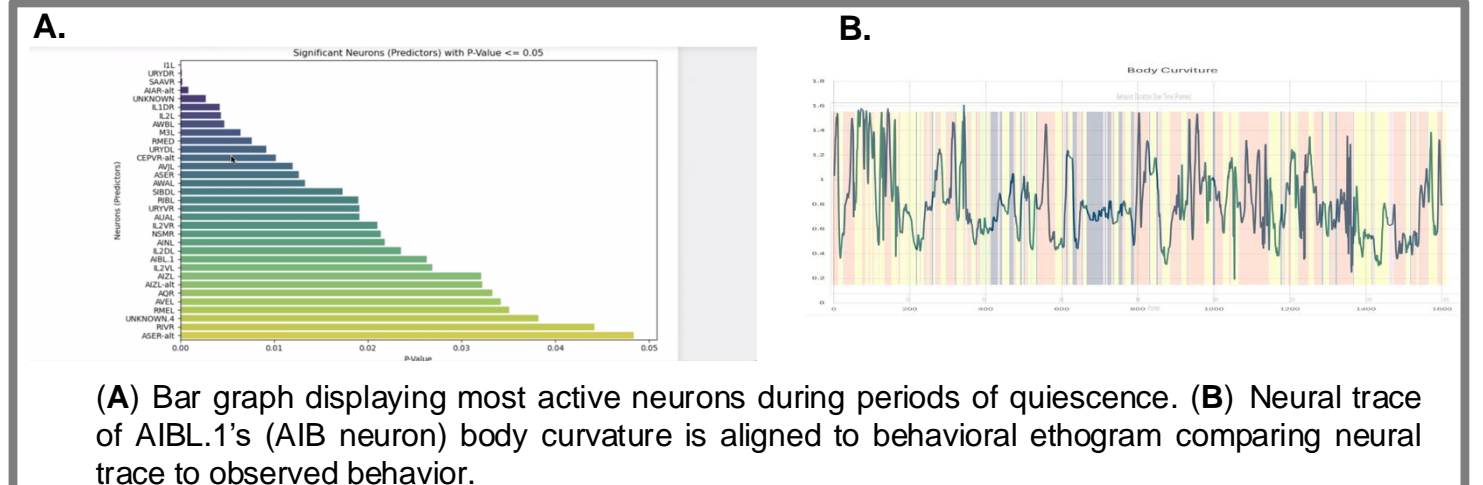 A.
B.
Significant Neurons (Predictors) with P-Value <= 0.05
Neurons (Predictors)
I1L
URYDR
SAAVR
AIAR-alt
UNKNOWN
IL1DR
IL2L
AWBL
M3L
RMED
URYDL
CEPVR-alt
AVJL
ASER
AWAL
SIBDL
RIBL
URYVR
AUAL
IL2VR
NSMR
AINL
IL2DL
AIBL.1
IL2VL
AIZL
AIZL-alt
AQR
AVEL
RMEL
UNKNOWN.4
RIVR
ASER-alt
0.00 0.01 0.02 0.03 0.04 0.05
P-Value
Body Curviture
Behavior Duration Over Time (Frames)
1.8
1.6
1.4
1.2
1
0.8
0.6
0.4
0.2
0
0 200 400 600 800 1000 1200 1400 1600
(A) Bar graph displaying most active neurons during periods of quiescence. (B) Neural trace
of AIBL.1's (AIB neuron) body curvature is aligned to behavioral ethogram comparing neural
trace to observed behavior.